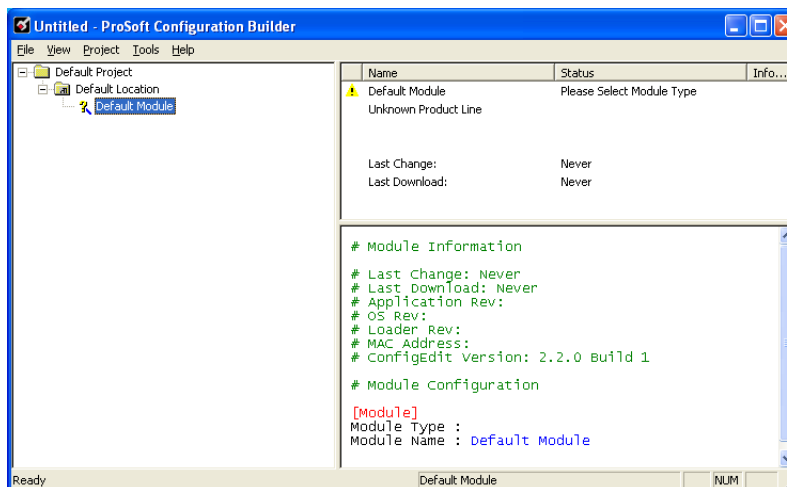 Untitled - ProSoft Configuration Builder
File View Project Tools Help
Default Project
Default Location
Default Module
Name Status Info...
Default Module Please Select Module Type
Unknown Product Line
Last Change: Never
Last Download: Never
# Module Information
# Last Change: Never
# Last Download: Never
# Application Rev:
# OS Rev:
# Loader Rev:
# MAC Address:
# ConfigEdit Version: 2.2.0 Build 1
# Module Configuration
[Module]
Module Type :
Module Name : Default Module
Ready Default Module NUM